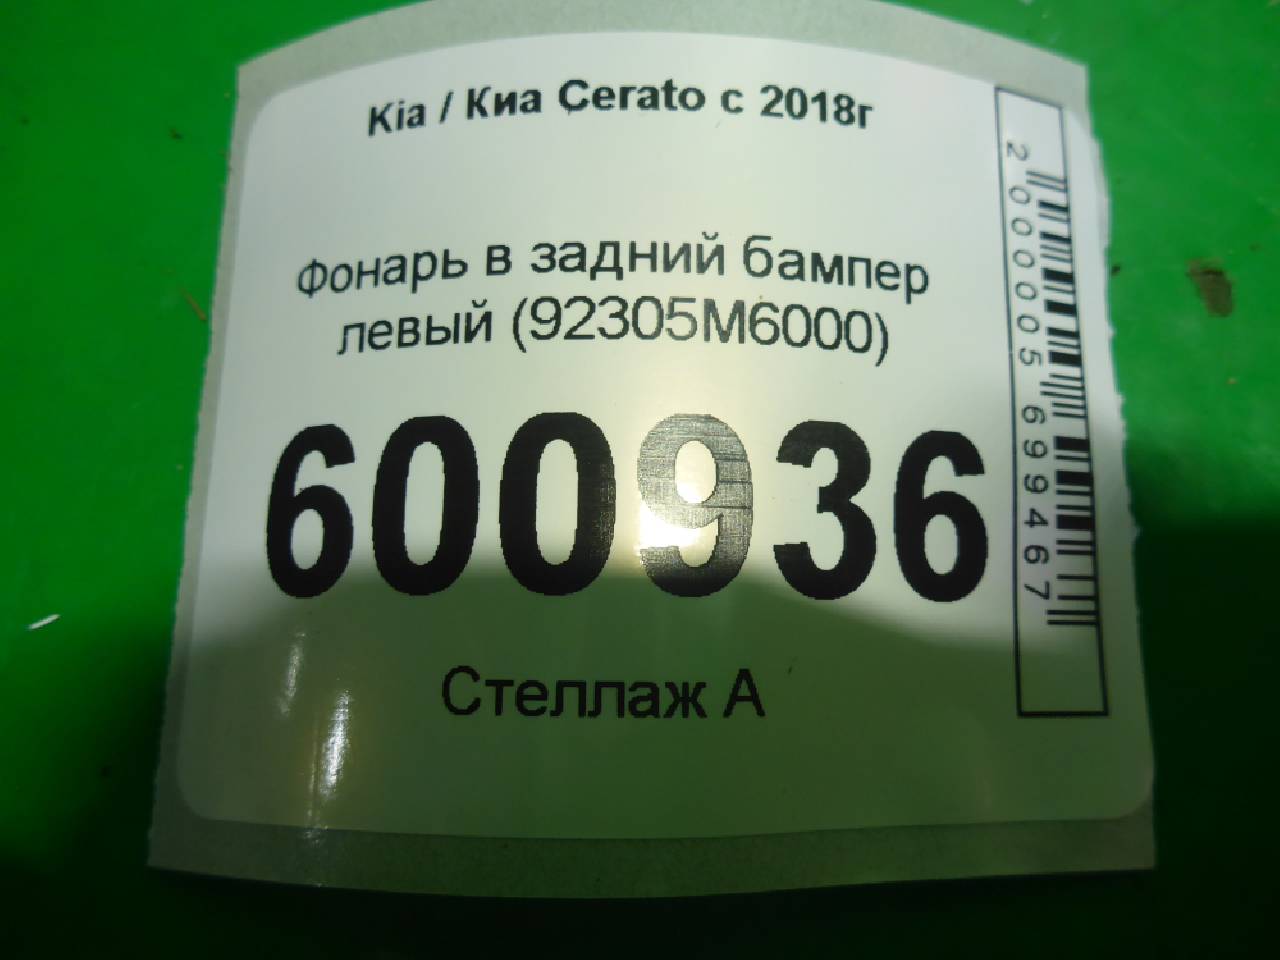 Kia / Киа Cerato с 2018г
Фонарь в задний бампер
левый (92305M6000)
600936
Стеллаж А
2000005699467